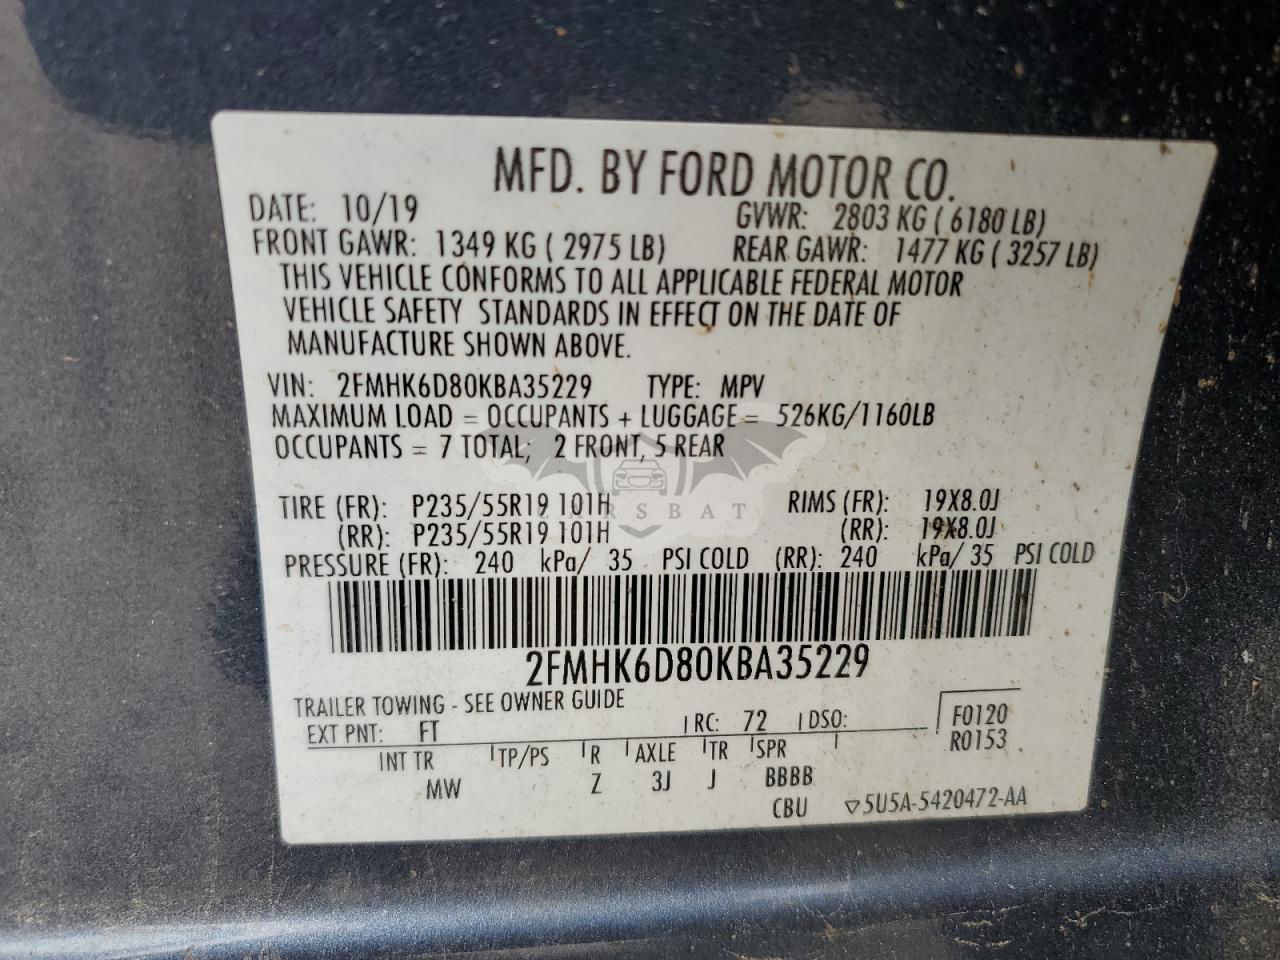 MFD. BY FORD MOTOR CO.
DATE: 10/19 GVWR: 2803 KG ( 6180 LB)
FRONT GAWR: 1349 KG ( 2975 LB) REAR GAWR: 1477 KG ( 3257 LB)
THIS VEHICLE CONFORMS TO ALL APPLICABLE FEDERAL MOTOR
VEHICLE SAFETY STANDARDS IN EFFECT ON THE DATE OF
MANUFACTURE SHOWN ABOVE.
VIN: 2FMHK6D80KBA35229 TYPE: MPV
MAXIMUM LOAD = OCCUPANTS + LUGGAGE = 526KG/1160LB
OCCUPANTS = 7 TOTAL; 2 FRONT, 5 REAR
TIRE (FR): P235/55R19 101H RIMS (FR): 19X8.0J
(RR): P235/55R19 101H (RR): 19X8.0J
CARSBAT
PRESSURE (FR): 240 kPa/ 35 PSI COLD (RR): 240 kPa/ 35 PSI COLD
2FMHK6D80KBA35229
TRAILER TOWING - SEE OWNER GUIDE
EXT PNT: FT RC: 72 DSO: F0120
R0153
INT TR TP/PS R AXLE TR SPR
MW Z 3J J BBBB
CBU ▽5U5A-5420472-AA